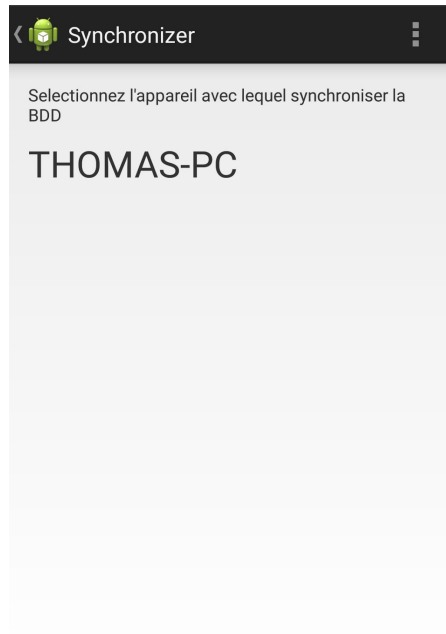 Synchronizer
Selectionnez l'appareil avec lequel synchroniser la
BDD
THOMAS-PC